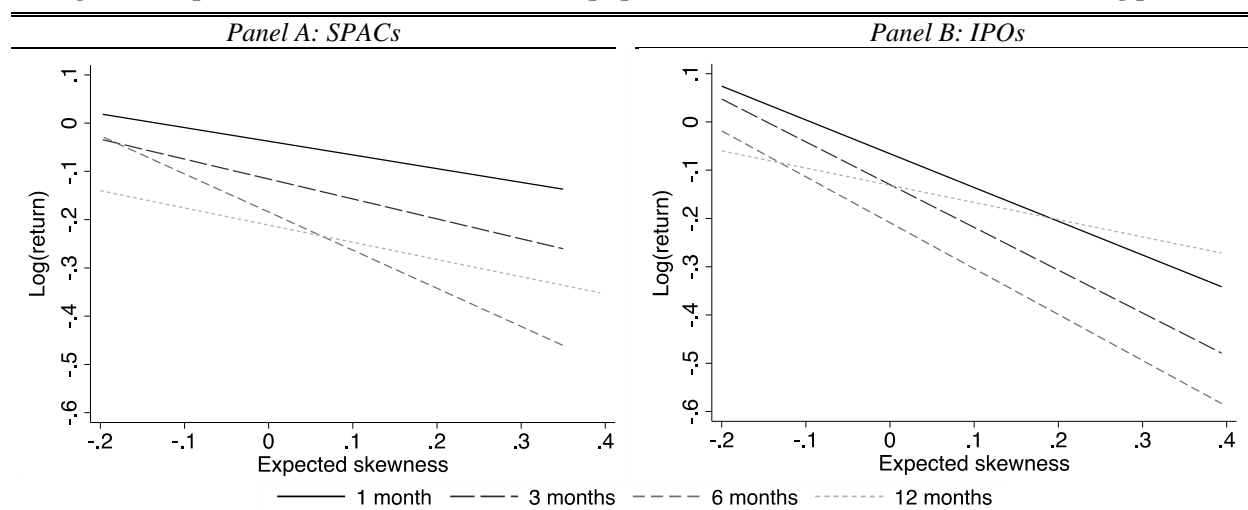 Panel A: SPACs
Panel B: IPOs
.1
0
-.1
-.2
-.3
-.4
-.5
-.6
Log(return)
-.2 -.1 0 .1 .2 .3 .4
Expected skewness
.1
0
-.1
-.2
-.3
-.4
-.5
-.6
Log(return)
-.2 -.1 0 .1 .2 .3 .4
Expected skewness
1 month 3 months 6 months 12 months